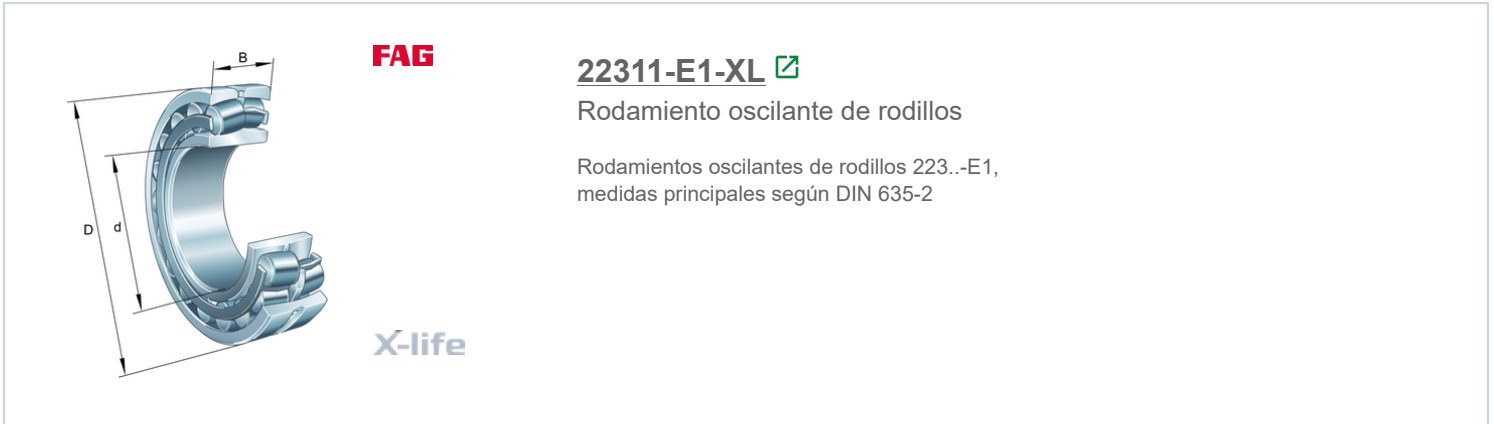 FAG
B
D
d
X-life
22311-E1-XL
Rodamiento oscilante de rodillos
Rodamientos oscilantes de rodillos 223..-E1,
medidas principales según DIN 635-2